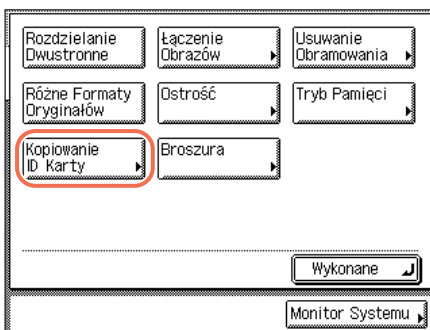 Rozdzielanie
Dwustronne
Łączenie
Obrazów
Usuwanie
Obramowania
Różne Formaty
Oryginałów
Ostrość
Tryb Pamięci
Kopiowanie
ID Karty
Broszura
Wykonane
Monitor Systemu